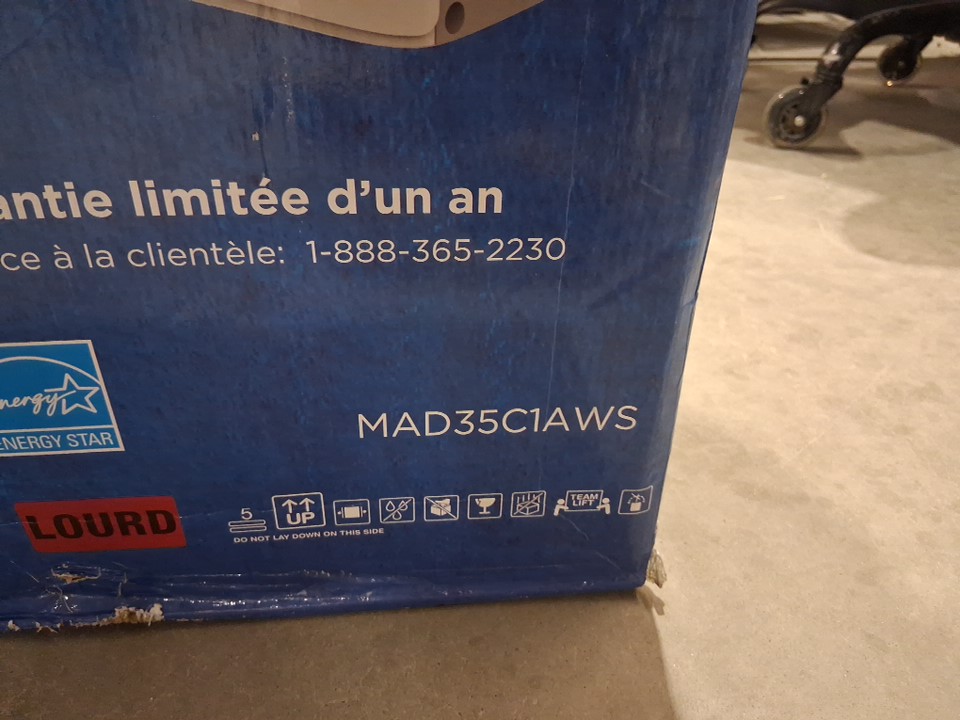 antie limitée d'un an
ce à la clientèle: 1-888-365-2230
nergy
ENERGY STAR
MAD35C1AWS
LOURD
5
UP
TEAM LIFT
DO NOT LAY DOWN ON THIS SIDE